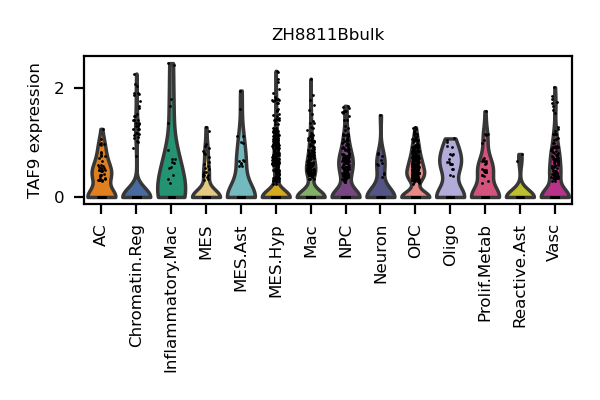 ZH8811Bbulk
TAF9 expression
2
0
AC
Chromatin.Reg
Inflammatory.Mac
MES
MES.Ast
MES.Hyp
Mac
NPC
Neuron
OPC
Oligo
Prolif.Metab
Reactive.Ast
Vasc